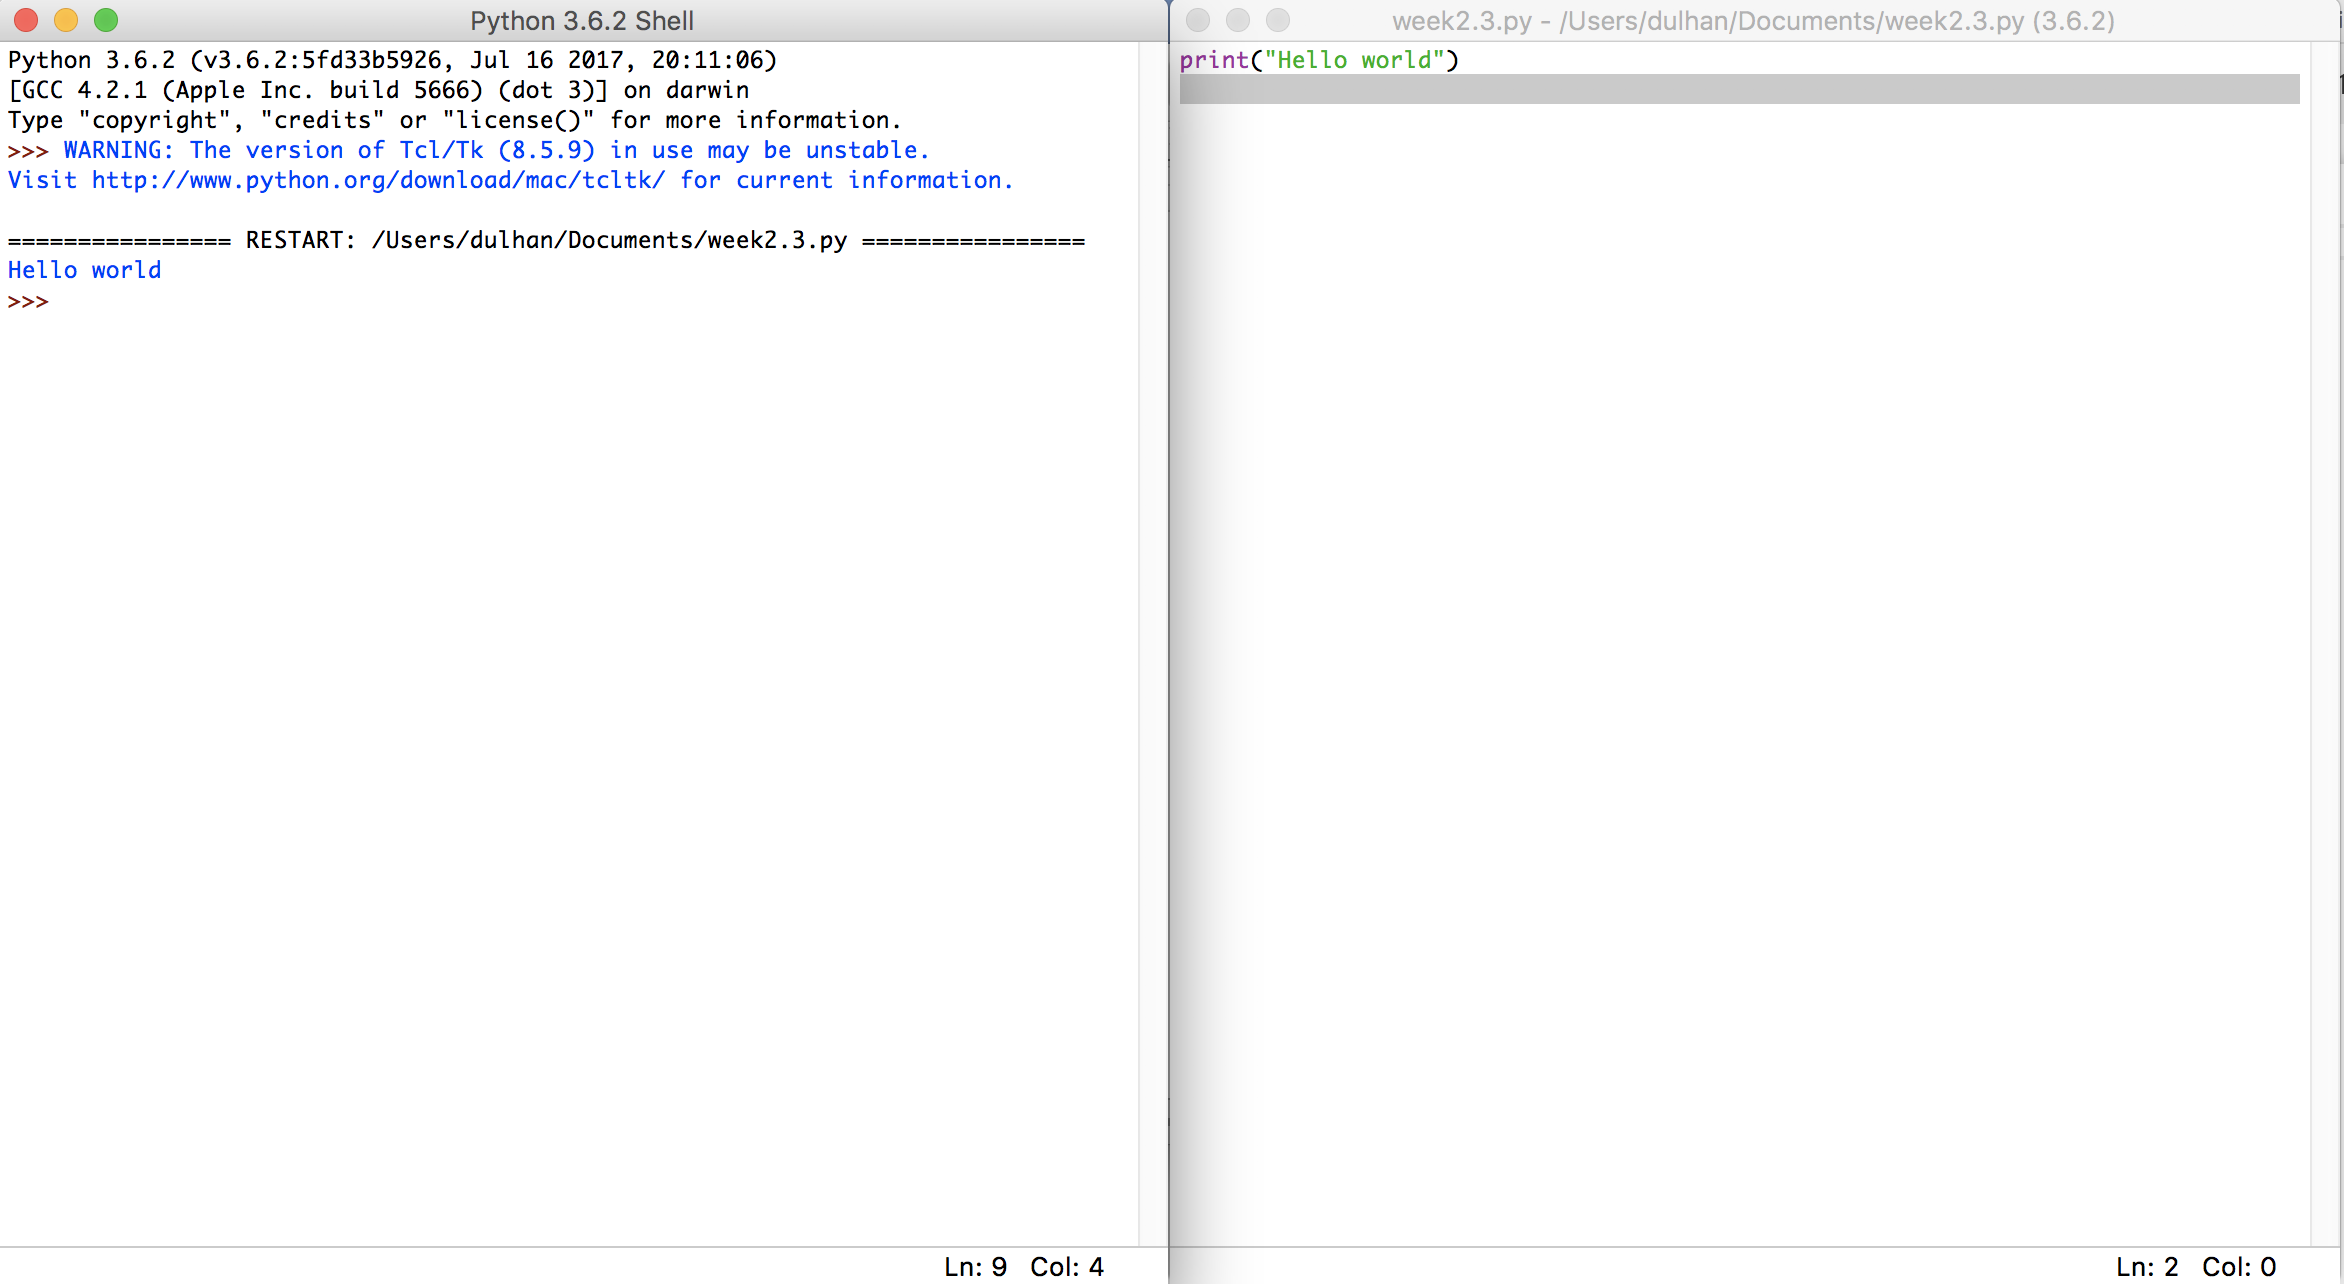 Python 3.6.2 Shell
Python 3.6.2 (v3.6.2:5fd33b5926, Jul 16 2017, 20:11:06)
[GCC 4.2.1 (Apple Inc. build 5666) (dot 3)] on darwin
Type "copyright", "credits" or "license()" for more information.
>>> WARNING: The version of Tcl/Tk (8.5.9) in use may be unstable.
Visit http://www.python.org/download/mac/tcltk/ for current information.
================ RESTART: /Users/dulhan/Documents/week2.3.py ================
Hello world
>>>
Ln: 9 Col: 4
week2.3.py - /Users/dulhan/Documents/week2.3.py (3.6.2)
print("Hello world")
Ln: 2 Col: 0